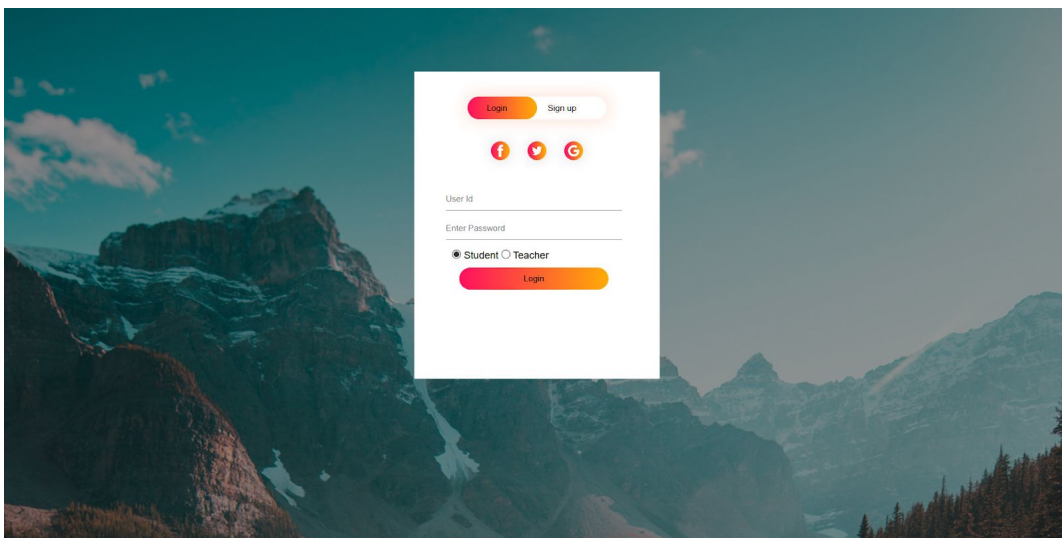 Login Sign up
User Id
Enter Password
Student Teacher
Login